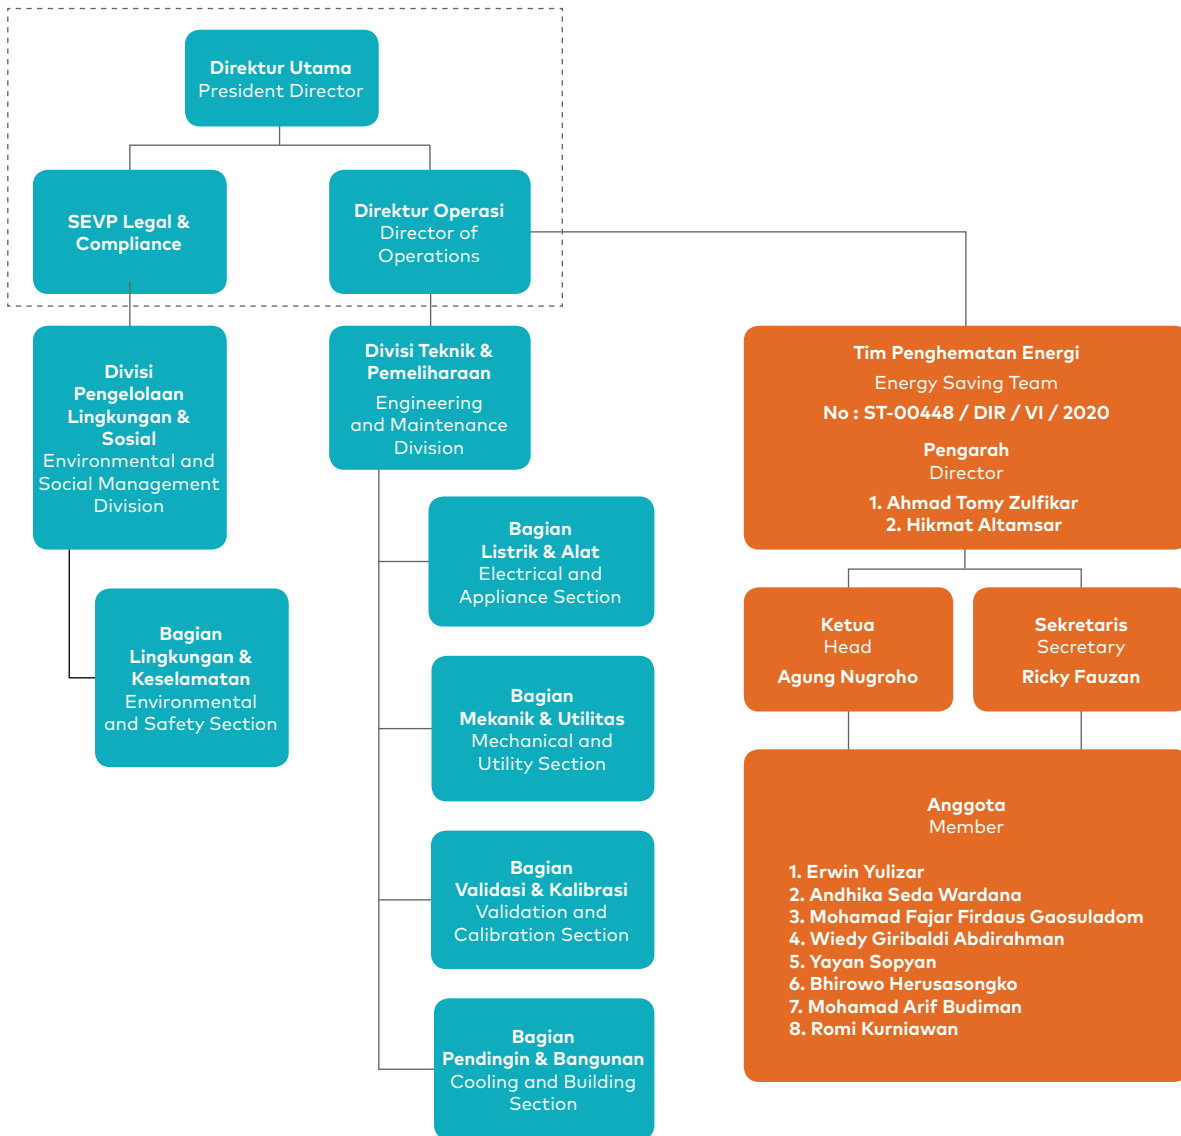 Direktur Utama
President Director
SEVP Legal &
Compliance
Direktur Operasi
Director of
Operations
Divisi
Pengelolaan
Lingkungan &
Sosial
Environmental and
Social Management
Division
Bagian
Lingkungan &
Keselamatan
Environmental
and Safety Section
Divisi Teknik &
Pemeliharaan
Engineering
and Maintenance
Division
Bagian
Listrik & Alat
Electrical and
Appliance Section
Bagian
Mekanik & Utilitas
Mechanical and
Utility Section
Bagian
Validasi & Kalibrasi
Validation and
Calibration Section
Bagian
Pendingin & Bangunan
Cooling and Building
Section
Tim Penghematan Energi
Energy Saving Team
No : ST-00448 / DIR / VI / 2020
Pengarah
Director
1. Ahmad Tomy Zulfikar
2. Hikmat Altamsar
Ketua
Head
Agung Nugroho
Sekretaris
Secretary
Ricky Fauzan
Anggota
Member
1. Erwin Yulizar
2. Andhika Seda Wardana
3. Mohamad Fajar Firdaus Gaosuladom
4. Wiedy Giribaldi Abdirahman
5. Yayan Sopyan
6. Bhirowo Herusasongko
7. Mohamad Arif Budiman
8. Romi Kurniawan